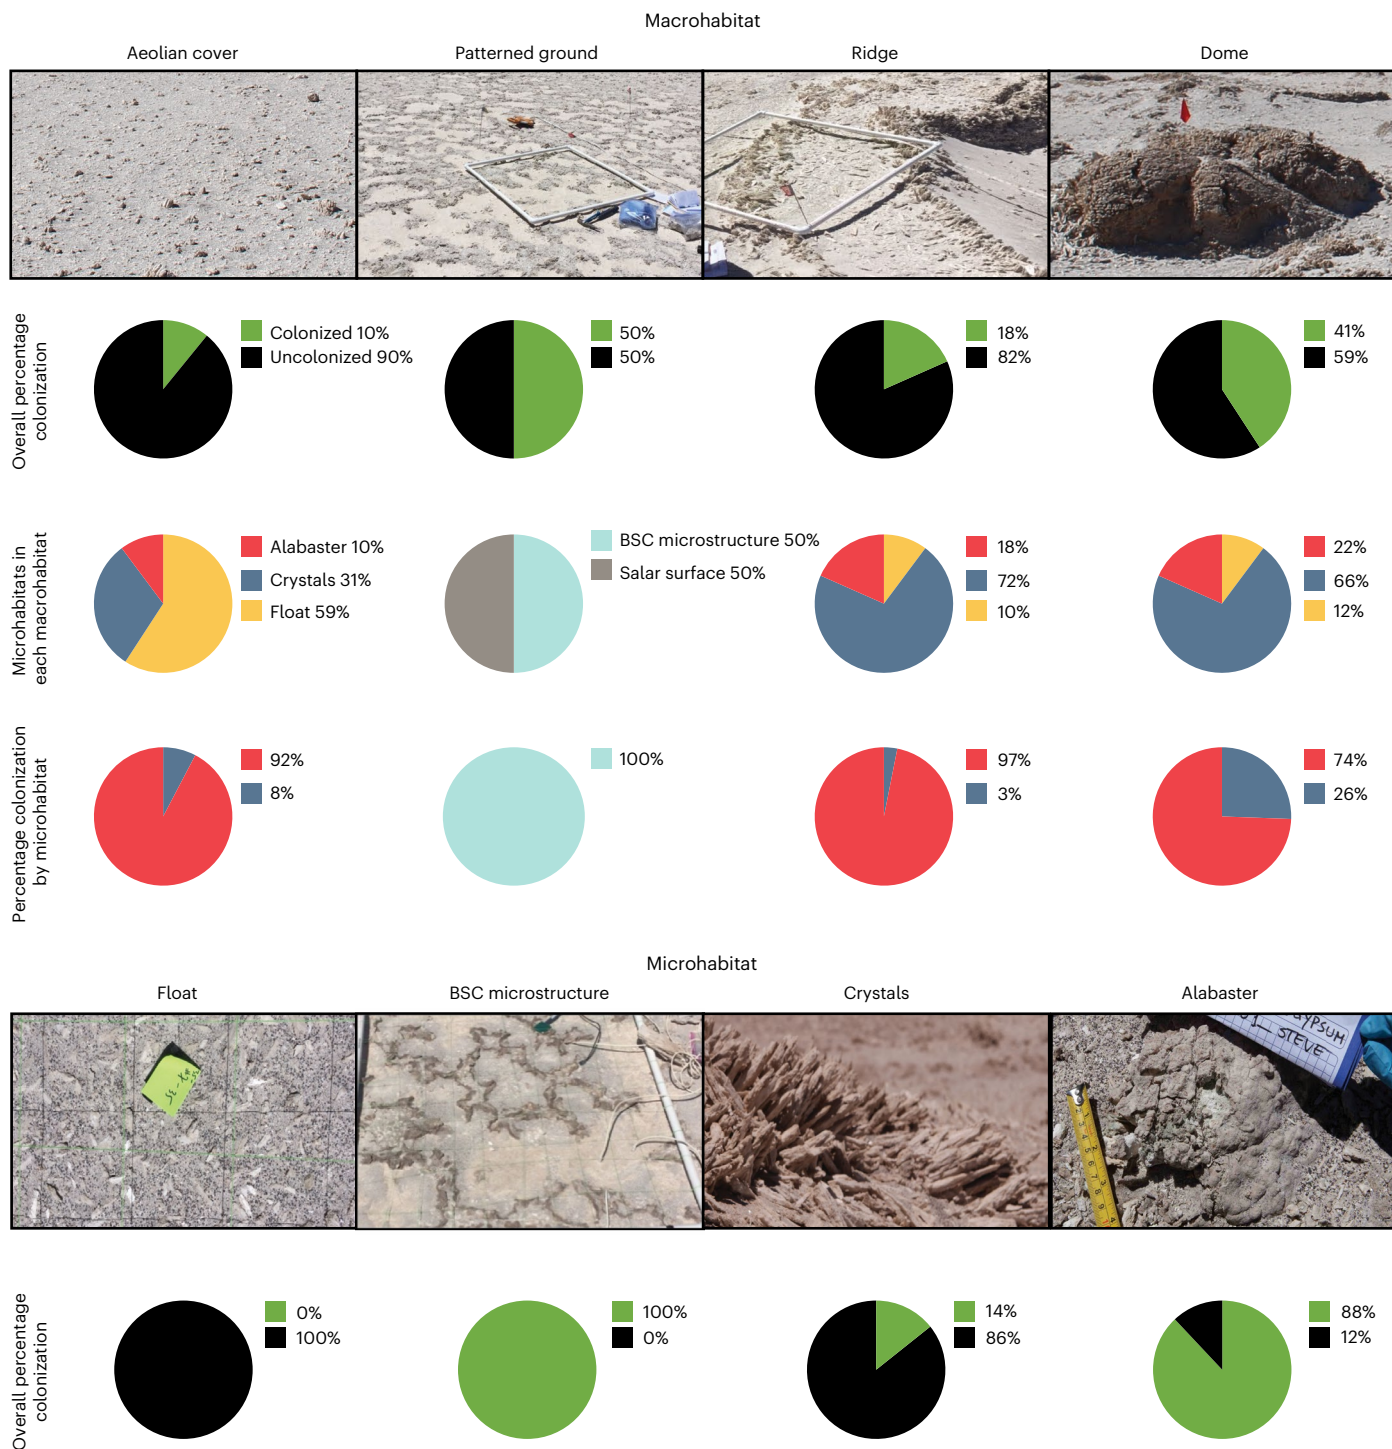 Macrohabitat
Aeolian cover
Patterned ground
Ridge
Dome
Overall percentage
colonization
Colonized 10%
Uncolonized 90%
50%
50%
18%
82%
41%
59%
Microhabitats in
each macrohabitat
Alabaster 10%
Crystals 31%
Float 59%
BSC microstructure 50%
Salar surface 50%
18%
72%
10%
22%
66%
12%
Percentage colonization
by microhabitat
92%
8%
100%
97%
3%
74%
26%
Microhabitat
Float
BSC microstructure
Crystals
Alabaster
GYPSUM
STEVE
Overall percentage
colonization
0%
100%
100%
0%
14%
86%
88%
12%